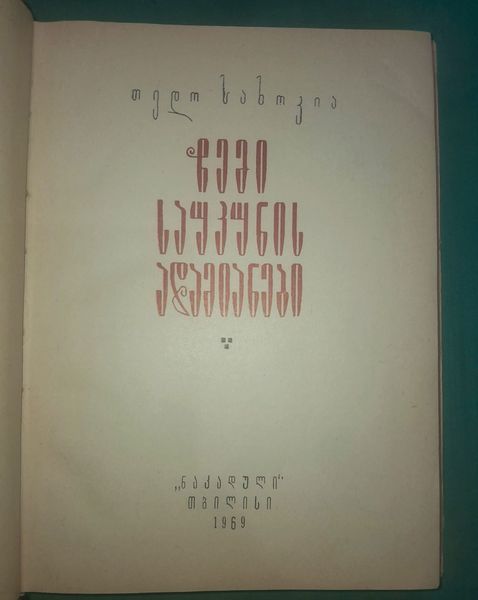 თედო სახოკია
ჩემი
საუკუნის
ადამიანები
„ნაკადული“
თბილისი
1969